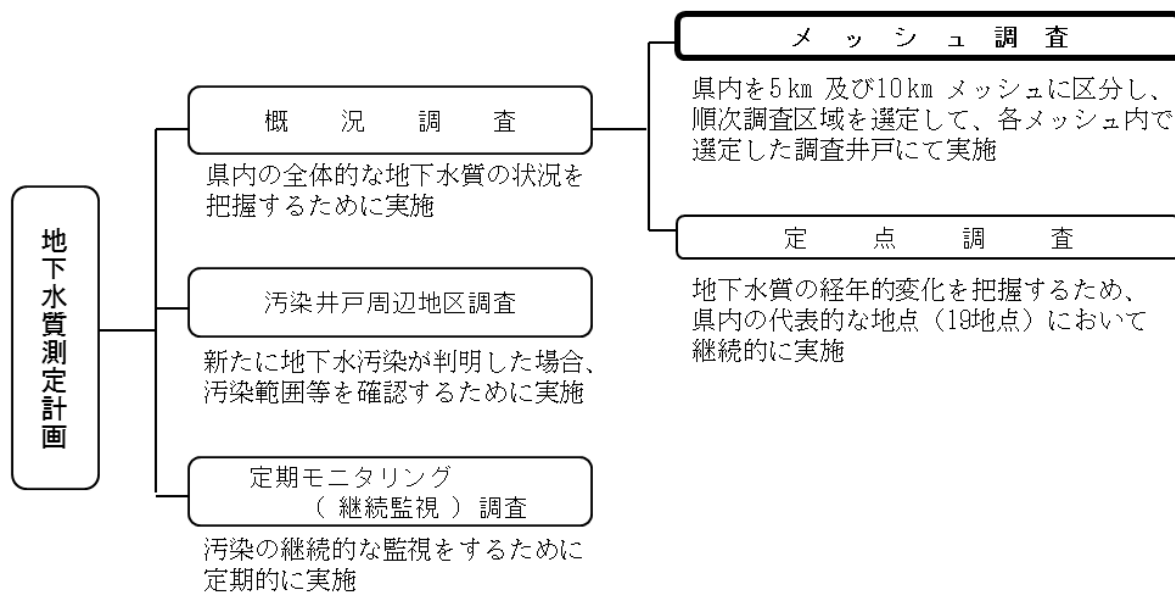 地下水質測定計画
概況調査
県内の全体的な地下水質の状況を
把握するために実施
メッシュ調査
県内を5km 及び10km メッシュに区分し、
順次調査区域を選定して、各メッシュ内で
選定した調査井戸にて実施
定点調査
地下水質の経年的変化を把握するため、
県内の代表的な地点（19地点）において
継続的に実施
汚染井戸周辺地区調査
新たに地下水汚染が判明した場合、
汚染範囲等を確認するために実施
定期モニタリング
（ 継続監視 ）調査
汚染の継続的な監視をするために
定期的に実施